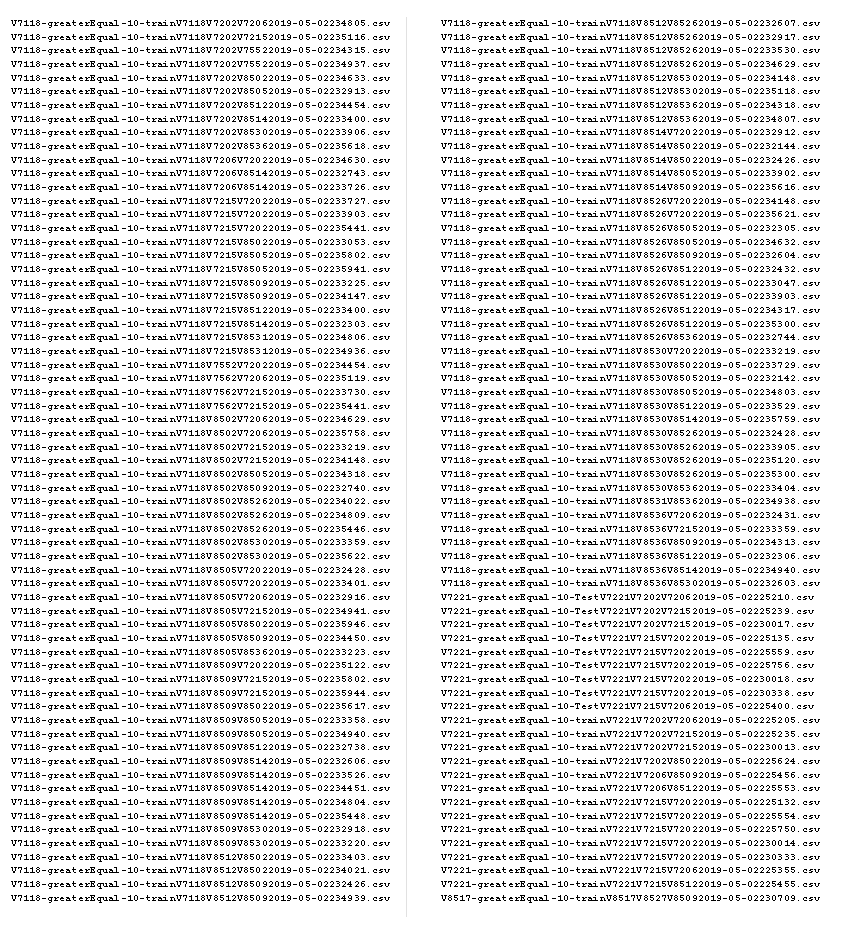 V7118-greaterEqual-10-trainV7118V7202V72062019-05-02234805.csv
V7118-greaterEqual-10-trainV7118V7202V72152019-05-02235116.csv
V7118-greaterEqual-10-trainV7118V7202V75522019-05-02234315.csv
V7118-greaterEqual-10-trainV7118V7202V75522019-05-02234937.csv
V7118-greaterEqual-10-trainV7118V7202V85022019-05-02234633.csv
V7118-greaterEqual-10-trainV7118V7202V85052019-05-02232913.csv
V7118-greaterEqual-10-trainV7118V7202V85122019-05-02234454.csv
V7118-greaterEqual-10-trainV7118V7202V85142019-05-02233400.csv
V7118-greaterEqual-10-trainV7118V7202V85302019-05-02233906.csv
V7118-greaterEqual-10-trainV7118V7202V85362019-05-02235618.csv
V7118-greaterEqual-10-trainV7118V7206V72022019-05-02234630.csv
V7118-greaterEqual-10-trainV7118V7206V85142019-05-02232743.csv
V7118-greaterEqual-10-trainV7118V7206V85142019-05-02233726.csv
V7118-greaterEqual-10-trainV7118V7215V72022019-05-02233727.csv
V7118-greaterEqual-10-trainV7118V7215V72022019-05-02233903.csv
V7118-greaterEqual-10-trainV7118V7215V72022019-05-02235441.csv
V7118-greaterEqual-10-trainV7118V7215V85022019-05-02233053.csv
V7118-greaterEqual-10-trainV7118V7215V85052019-05-02235802.csv
V7118-greaterEqual-10-trainV7118V7215V85052019-05-02235941.csv
V7118-greaterEqual-10-trainV7118V7215V85092019-05-02233225.csv
V7118-greaterEqual-10-trainV7118V7215V85092019-05-02234147.csv
V7118-greaterEqual-10-trainV7118V7215V85122019-05-02233400.csv
V7118-greaterEqual-10-trainV7118V7215V85142019-05-02232303.csv
V7118-greaterEqual-10-trainV7118V7215V85312019-05-02234806.csv
V7118-greaterEqual-10-trainV7118V7215V85312019-05-02234936.csv
V7118-greaterEqual-10-trainV7118V7552V72022019-05-02234454.csv
V7118-greaterEqual-10-trainV7118V7562V72062019-05-02235119.csv
V7118-greaterEqual-10-trainV7118V7562V72152019-05-02233730.csv
V7118-greaterEqual-10-trainV7118V7562V72152019-05-02235441.csv
V7118-greaterEqual-10-trainV7118V8502V72062019-05-02234629.csv
V7118-greaterEqual-10-trainV7118V8502V72062019-05-02235758.csv
V7118-greaterEqual-10-trainV7118V8502V72152019-05-02233219.csv
V7118-greaterEqual-10-trainV7118V8502V72152019-05-02234148.csv
V7118-greaterEqual-10-trainV7118V8502V85052019-05-02234318.csv
V7118-greaterEqual-10-trainV7118V8502V85092019-05-02232740.csv
V7118-greaterEqual-10-trainV7118V8502V85262019-05-02234022.csv
V7118-greaterEqual-10-trainV7118V8502V85262019-05-02234809.csv
V7118-greaterEqual-10-trainV7118V8502V85262019-05-02235446.csv
V7118-greaterEqual-10-trainV7118V8502V85302019-05-02233359.csv
V7118-greaterEqual-10-trainV7118V8502V85302019-05-02235622.csv
V7118-greaterEqual-10-trainV7118V8505V72022019-05-02232428.csv
V7118-greaterEqual-10-trainV7118V8505V72022019-05-02233401.csv
V7118-greaterEqual-10-trainV7118V8505V72062019-05-02232916.csv
V7118-greaterEqual-10-trainV7118V8505V72152019-05-02234941.csv
V7118-greaterEqual-10-trainV7118V8505V85022019-05-02235946.csv
V7118-greaterEqual-10-trainV7118V8505V85092019-05-02234450.csv
V7118-greaterEqual-10-trainV7118V8505V85362019-05-02233223.csv
V7118-greaterEqual-10-trainV7118V8509V72022019-05-02235122.csv
V7118-greaterEqual-10-trainV7118V8509V72152019-05-02235802.csv
V7118-greaterEqual-10-trainV7118V8509V72152019-05-02235944.csv
V7118-greaterEqual-10-trainV7118V8509V85022019-05-02235617.csv
V7118-greaterEqual-10-trainV7118V8509V85052019-05-02233358.csv
V7118-greaterEqual-10-trainV7118V8509V85052019-05-02234940.csv
V7118-greaterEqual-10-trainV7118V8509V85122019-05-02232738.csv
V7118-greaterEqual-10-trainV7118V8509V85142019-05-02232606.csv
V7118-greaterEqual-10-trainV7118V8509V85142019-05-02233526.csv
V7118-greaterEqual-10-trainV7118V8509V85142019-05-02234451.csv
V7118-greaterEqual-10-trainV7118V8509V85142019-05-02234804.csv
V7118-greaterEqual-10-trainV7118V8509V85142019-05-02235448.csv
V7118-greaterEqual-10-trainV7118V8509V85302019-05-02232918.csv
V7118-greaterEqual-10-trainV7118V8509V85302019-05-02233220.csv
V7118-greaterEqual-10-trainV7118V8512V85022019-05-02233403.csv
V7118-greaterEqual-10-trainV7118V8512V85022019-05-02234021.csv
V7118-greaterEqual-10-trainV7118V8512V85092019-05-02232426.csv
V7118-greaterEqual-10-trainV7118V8512V85092019-05-02234939.csv
V7118-greaterEqual-10-trainV7118V8512V85262019-05-02232607.csv
V7118-greaterEqual-10-trainV7118V8512V85262019-05-02232917.csv
V7118-greaterEqual-10-trainV7118V8512V85262019-05-02233530.csv
V7118-greaterEqual-10-trainV7118V8512V85262019-05-02234629.csv
V7118-greaterEqual-10-trainV7118V8512V85302019-05-02234148.csv
V7118-greaterEqual-10-trainV7118V8512V85302019-05-02235118.csv
V7118-greaterEqual-10-trainV7118V8512V85362019-05-02234318.csv
V7118-greaterEqual-10-trainV7118V8512V85362019-05-02234807.csv
V7118-greaterEqual-10-trainV7118V8514V72022019-05-02232912.csv
V7118-greaterEqual-10-trainV7118V8514V85022019-05-02232144.csv
V7118-greaterEqual-10-trainV7118V8514V85022019-05-02232426.csv
V7118-greaterEqual-10-trainV7118V8514V85052019-05-02233902.csv
V7118-greaterEqual-10-trainV7118V8514V85092019-05-02235616.csv
V7118-greaterEqual-10-trainV7118V8526V72022019-05-02234148.csv
V7118-greaterEqual-10-trainV7118V8526V72022019-05-02235621.csv
V7118-greaterEqual-10-trainV7118V8526V85052019-05-02232305.csv
V7118-greaterEqual-10-trainV7118V8526V85052019-05-02234632.csv
V7118-greaterEqual-10-trainV7118V8526V85092019-05-02232604.csv
V7118-greaterEqual-10-trainV7118V8526V85122019-05-02232432.csv
V7118-greaterEqual-10-trainV7118V8526V85122019-05-02233047.csv
V7118-greaterEqual-10-trainV7118V8526V85122019-05-02233903.csv
V7118-greaterEqual-10-trainV7118V8526V85122019-05-02234317.csv
V7118-greaterEqual-10-trainV7118V8526V85122019-05-02235300.csv
V7118-greaterEqual-10-trainV7118V8526V85362019-05-02232744.csv
V7118-greaterEqual-10-trainV7118V8530V72022019-05-02233219.csv
V7118-greaterEqual-10-trainV7118V8530V85022019-05-02233729.csv
V7118-greaterEqual-10-trainV7118V8530V85052019-05-02232142.csv
V7118-greaterEqual-10-trainV7118V8530V85052019-05-02234803.csv
V7118-greaterEqual-10-trainV7118V8530V85122019-05-02233529.csv
V7118-greaterEqual-10-trainV7118V8530V85142019-05-02235759.csv
V7118-greaterEqual-10-trainV7118V8530V85262019-05-02232428.csv
V7118-greaterEqual-10-trainV7118V8530V85262019-05-02233905.csv
V7118-greaterEqual-10-trainV7118V8530V85262019-05-02235120.csv
V7118-greaterEqual-10-trainV7118V8530V85262019-05-02235300.csv
V7118-greaterEqual-10-trainV7118V8530V85362019-05-02233404.csv
V7118-greaterEqual-10-trainV7118V8531V85362019-05-02234938.csv
V7118-greaterEqual-10-trainV7118V8536V72062019-05-02232431.csv
V7118-greaterEqual-10-trainV7118V8536V72152019-05-02233359.csv
V7118-greaterEqual-10-trainV7118V8536V85092019-05-02234313.csv
V7118-greaterEqual-10-trainV7118V8536V85122019-05-02232306.csv
V7118-greaterEqual-10-trainV7118V8536V85142019-05-02234940.csv
V7118-greaterEqual-10-trainV7118V8536V85302019-05-02232603.csv
V7221-greaterEqual-10-TestV7221V7202V72062019-05-02225210.csv
V7221-greaterEqual-10-TestV7221V7202V72152019-05-02225239.csv
V7221-greaterEqual-10-TestV7221V7202V72152019-05-02230017.csv
V7221-greaterEqual-10-TestV7221V7215V72022019-05-02225135.csv
V7221-greaterEqual-10-TestV7221V7215V72022019-05-02225559.csv
V7221-greaterEqual-10-TestV7221V7215V72022019-05-02225756.csv
V7221-greaterEqual-10-TestV7221V7215V72022019-05-02230018.csv
V7221-greaterEqual-10-TestV7221V7215V72022019-05-02230338.csv
V7221-greaterEqual-10-TestV7221V7215V72062019-05-02225400.csv
V7221-greaterEqual-10-trainV7221V7202V72062019-05-02225205.csv
V7221-greaterEqual-10-trainV7221V7202V72152019-05-02225235.csv
V7221-greaterEqual-10-trainV7221V7202V72152019-05-02230013.csv
V7221-greaterEqual-10-trainV7221V7202V85022019-05-02225624.csv
V7221-greaterEqual-10-trainV7221V7206V85092019-05-02225456.csv
V7221-greaterEqual-10-trainV7221V7206V85122019-05-02225553.csv
V7221-greaterEqual-10-trainV7221V7215V72022019-05-02225132.csv
V7221-greaterEqual-10-trainV7221V7215V72022019-05-02225554.csv
V7221-greaterEqual-10-trainV7221V7215V72022019-05-02225750.csv
V7221-greaterEqual-10-trainV7221V7215V72022019-05-02230014.csv
V7221-greaterEqual-10-trainV7221V7215V72022019-05-02230333.csv
V7221-greaterEqual-10-trainV7221V7215V72062019-05-02225355.csv
V7221-greaterEqual-10-trainV7221V7215V85122019-05-02225455.csv
V8517-greaterEqual-10-trainV8517V8527V85092019-05-02230709.csv